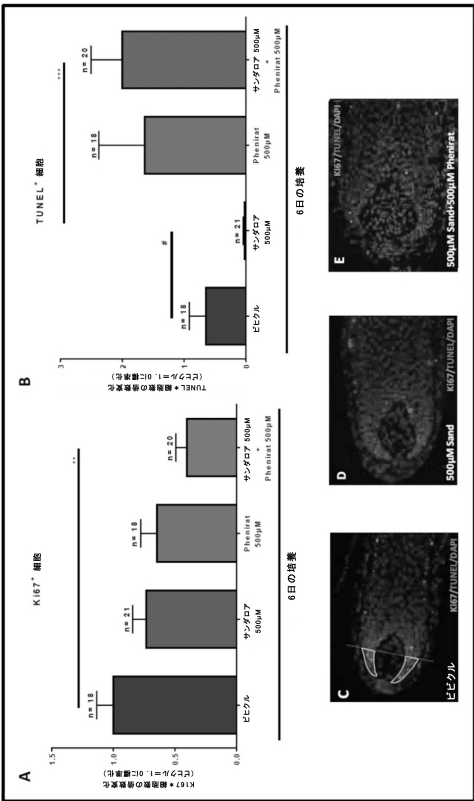 A
Ki67⁺ 細胞
**
K167 * 細胞数の倍数変化
(ビヒクル=1.0に標準化)
1.5
1.0
0.5
0.0
n= 18
n= 21
n= 18
n= 20
ビヒクル
サンダロア
500µM
Phenirat
500µM
サンダロア 500µM
+
Phenirat 500µM
6日の培養
B
TUNEL⁺ 細胞
***
#
TUNEL * 細胞数の倍数変化
(ビヒクル=1.0に標準化)
3
2
1
0
n= 18
n= 21
n= 18
n= 20
ビヒクル
サンダロア
500µM
Phenirat
500µM
サンダロア 500µM
+
Phenirat 500µM
6日の培養
C
KI67/TUNEL/DAPI
ビビクル
D
KI67/TUNEL/DAPI
500µM Sand
E
KI67/TUNEL/DAPI
500µM Sand+500µM Phenirat